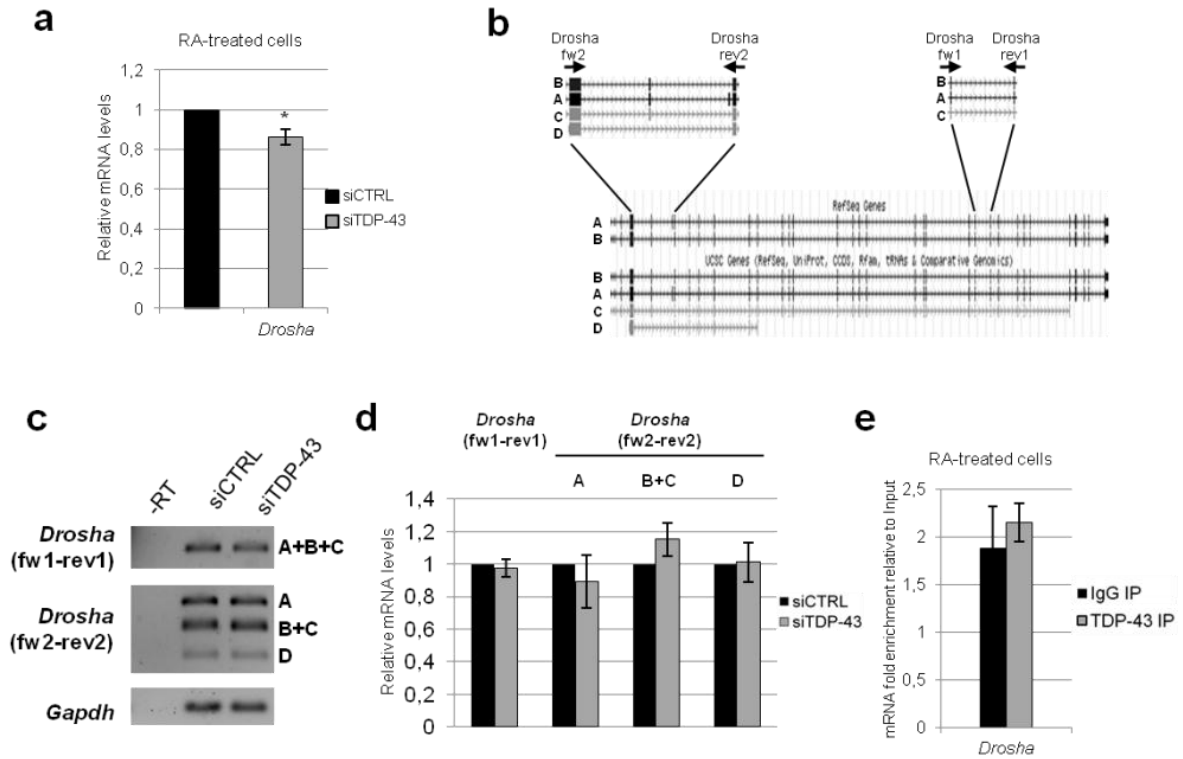 a
RA-treated cells
Relative mRNA levels
1,2
1
0,8
0,6
0,4
0,2
0
*
siCTRL
siTDP-43
Drosha
b
Drosha
fw2
Drosha
rev2
B
A
C
D
Drosha
fw1
Drosha
rev1
B
A
C
RefSeq Genes
A
B
UCSC Genes (RefSeq, UniProt, CCDS, Rfam, tRNAs & Comparative Genomics)
B
A
C
D
c
-RT
siCTRL
siTDP-43
Drosha
(fw1-rev1)
A+B+C
Drosha
(fw2-rev2)
A
B+C
D
Gapdh
d
Drosha
(fw1-rev1)
Drosha
(fw2-rev2)
A
B+C
D
Relative mRNA levels
1,4
1,2
1
0,8
0,6
0,4
0,2
0
siCTRL
siTDP-43
e
RA-treated cells
mRNA fold enrichment relative to Input
2,5
2
1,5
1
0,5
0
IgG IP
TDP-43 IP
Drosha